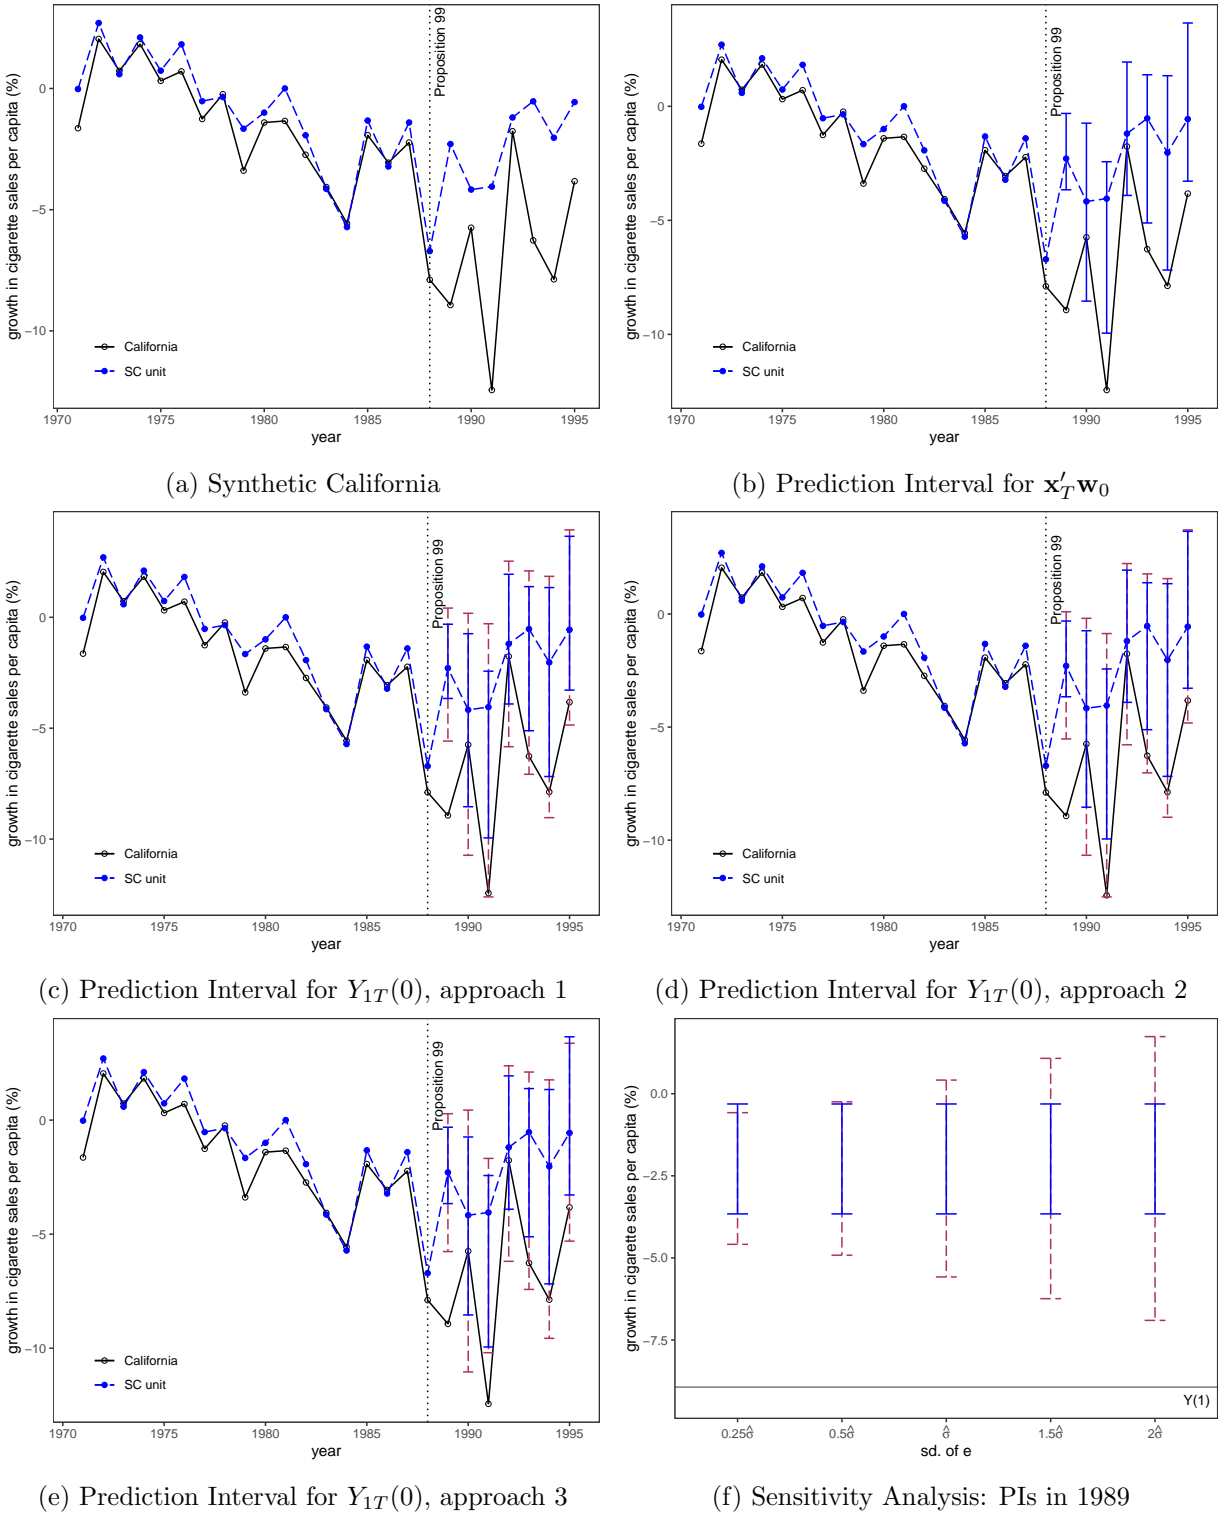 growth in cigarette sales per capita (%)
0
−5
−10
Proposition 99
California
SC unit
1970 1975 1980 1985 1990 1995
year
(a) Synthetic California
growth in cigarette sales per capita (%)
0
−5
−10
Proposition 99
California
SC unit
1970 1975 1980 1985 1990 1995
year
(b) Prediction Interval for x′_T w_0
growth in cigarette sales per capita (%)
0
−5
−10
Proposition 99
California
SC unit
1970 1975 1980 1985 1990 1995
year
(c) Prediction Interval for Y_{1T}(0), approach 1
growth in cigarette sales per capita (%)
0
−5
−10
Proposition 99
California
SC unit
1970 1975 1980 1985 1990 1995
year
(d) Prediction Interval for Y_{1T}(0), approach 2
growth in cigarette sales per capita (%)
0
−5
−10
Proposition 99
California
SC unit
1970 1975 1980 1985 1990 1995
year
(e) Prediction Interval for Y_{1T}(0), approach 3
growth in cigarette sales per capita (%)
0.0
−2.5
−5.0
−7.5
Y(1)
0.25σ̂ 0.5σ̂ σ̂ 1.5σ̂ 2σ̂
sd. of e
(f) Sensitivity Analysis: PIs in 1989